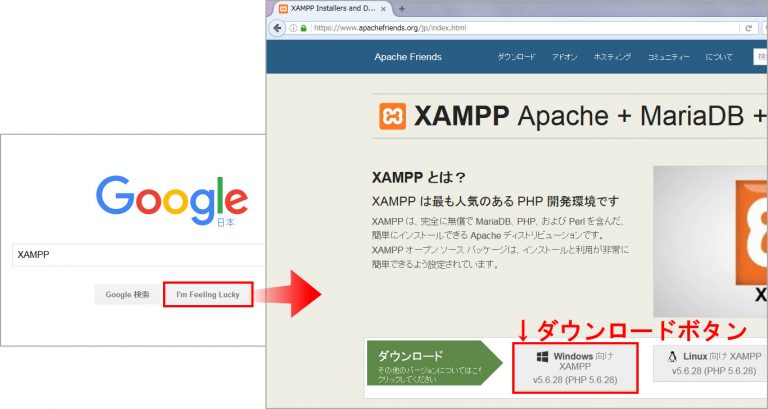 Google
日本
XAMPP
Google 検索
I'm Feeling Lucky
XAMPP Installers and D...
https://www.apachefriends.org/jp/index.html
Apache Friends
ダウンロード
アドオン
ホスティング
コミュニティー
について
検
XAMPP Apache + MariaDB +
XAMPP とは？
XAMPP は最も人気のある PHP 開発環境です
XAMPP は、完全に無償で MariaDB、PHP、および Perl を含んだ、
簡単にインストールできる Apache ディストリビューションです。
XAMPP オープン ソース パッケージは、インストールと利用が非常に
簡単できるよう設定されています。
↓ダウンロードボタン
ダウンロード
その他のバージョンについてはこち
クリックしてください
Windows 向け
XAMPP
v5.6.28 (PHP 5.6.28)
Linux 向け XAMPP
v5.6.28 (PHP 5.6.28)